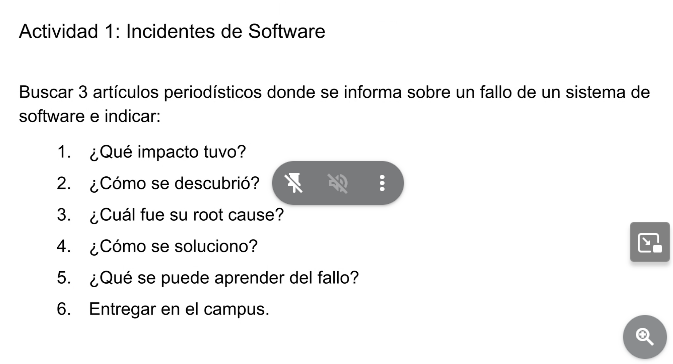 Actividad 1: Incidentes de Software
Buscar 3 artículos periodísticos donde se informa sobre un fallo de un sistema de
software e indicar:
1. ¿Qué impacto tuvo?
2. ¿Cómo se descubrió?
3. ¿Cuál fue su root cause?
4. ¿Cómo se soluciono?
5. ¿Qué se puede aprender del fallo?
6. Entregar en el campus.